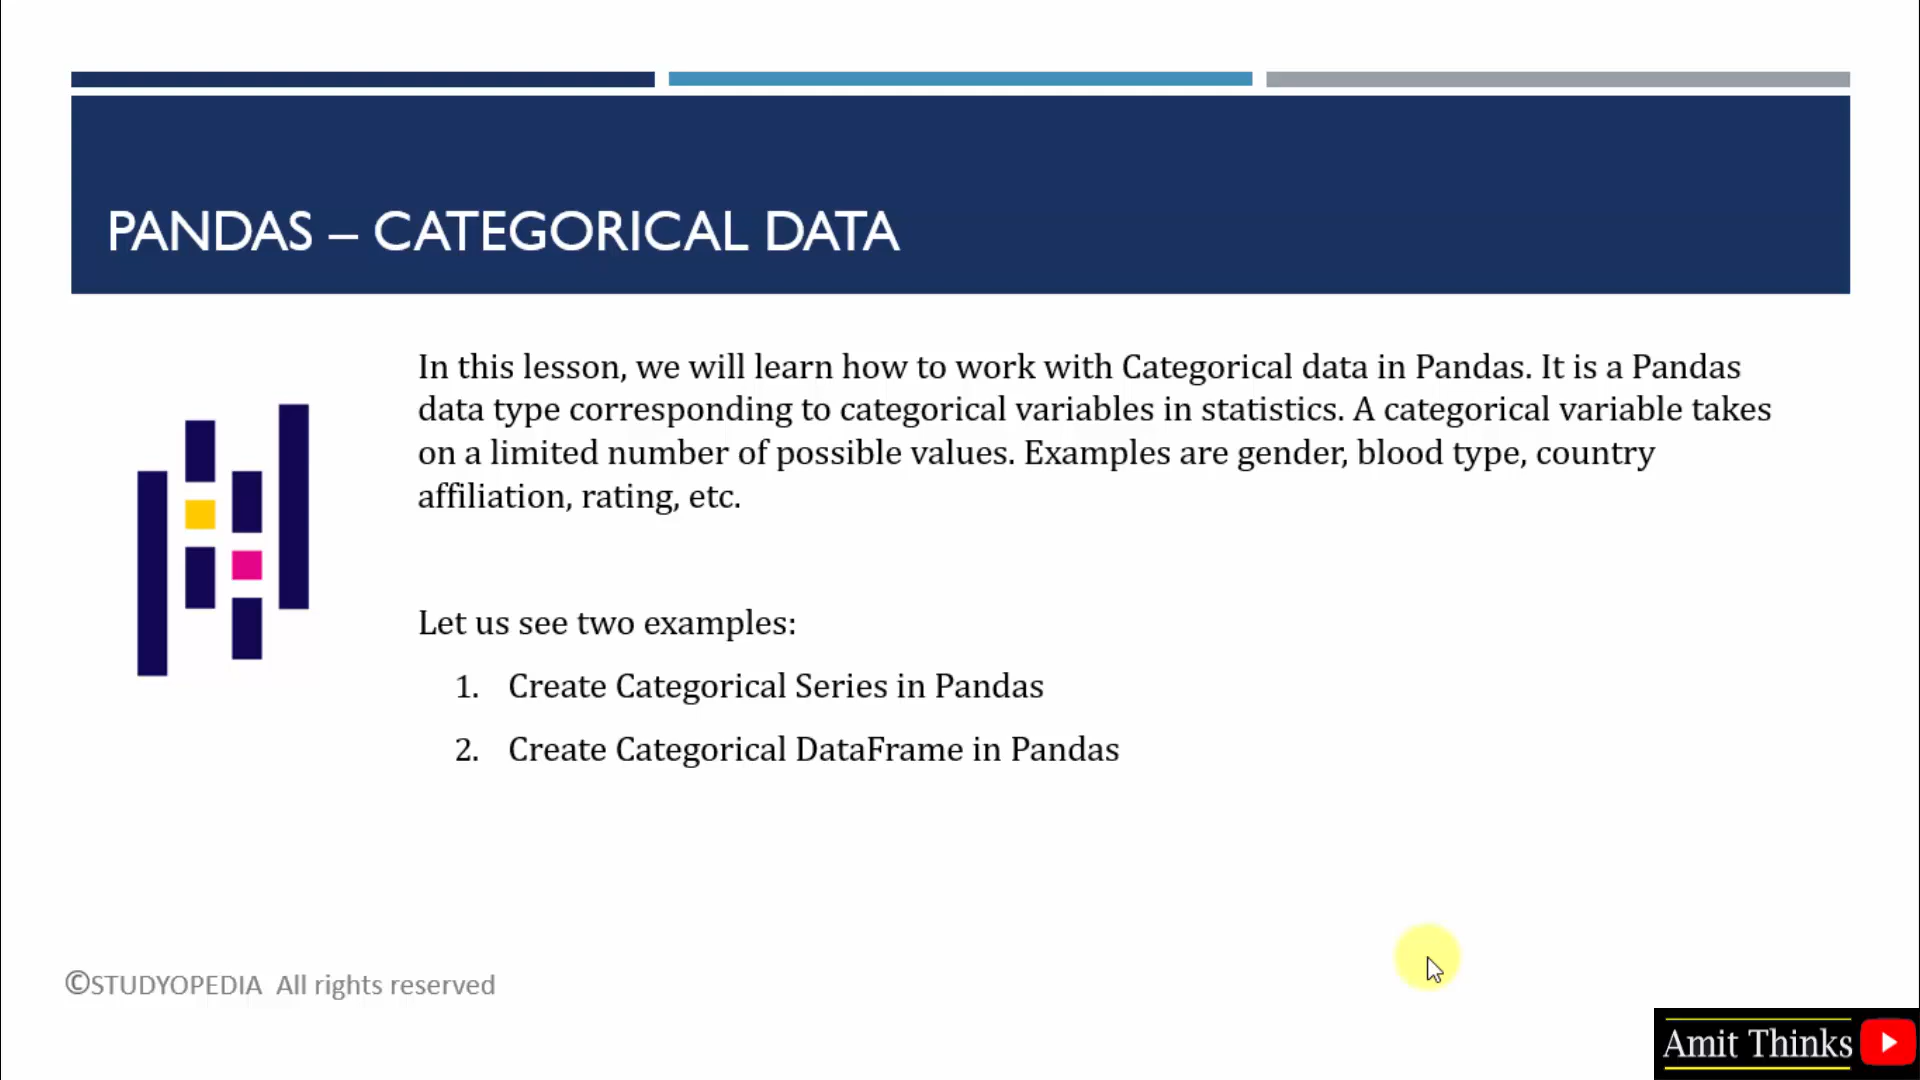 PANDAS – CATEGORICAL DATA
In this lesson, we will learn how to work with Categorical data in Pandas. It is a Pandas
data type corresponding to categorical variables in statistics. A categorical variable takes
on a limited number of possible values. Examples are gender, blood type, country
affiliation, rating, etc.
Let us see two examples:
1. Create Categorical Series in Pandas
2. Create Categorical DataFrame in Pandas
©STUDYOPEDIA All rights reserved
Amit Thinks